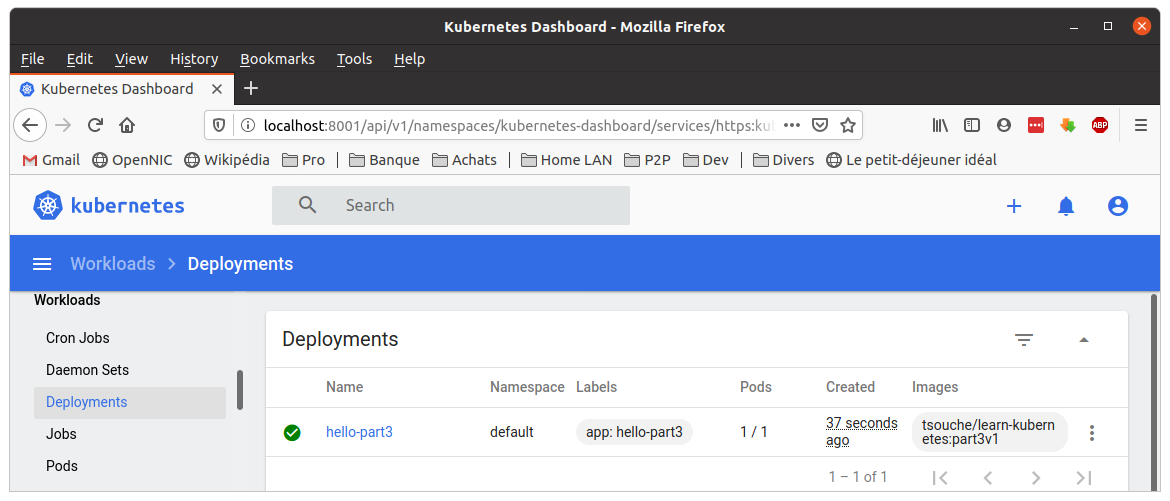 Kubernetes Dashboard - Mozilla Firefox
File Edit View History Bookmarks Tools Help
Kubernetes Dashboard
localhost:8001/api/v1/namespaces/kubernetes-dashboard/services/https:kul
ABP
Gmail OpenNIC Wikipédia Pro Banque Achats Home LAN P2P Dev Divers Le petit-déjeuner idéal
kubernetes Search
Workloads Deployments
Workloads
Cron Jobs
Daemon Sets
Deployments
Jobs
Pods
Deployments
Name Namespace Labels Pods Created Images
hello-part3 default app: hello-part3 1 / 1 37 seconds ago tsouche/learn-kubernetes:part3v1
1 – 1 of 1